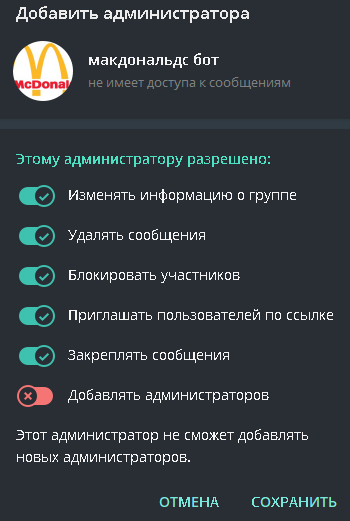 Добавить администратора
McDonal
макдональдс бот
не имеет доступа к сообщениям
Этому администратору разрешено:
Изменять информацию о группе
Удалять сообщения
Блокировать участников
Приглашать пользователей по ссылке
Закреплять сообщения
Добавлять администраторов
Этот администратор не сможет добавлять
новых администраторов.
ОТМЕНА СОХРАНИТЬ